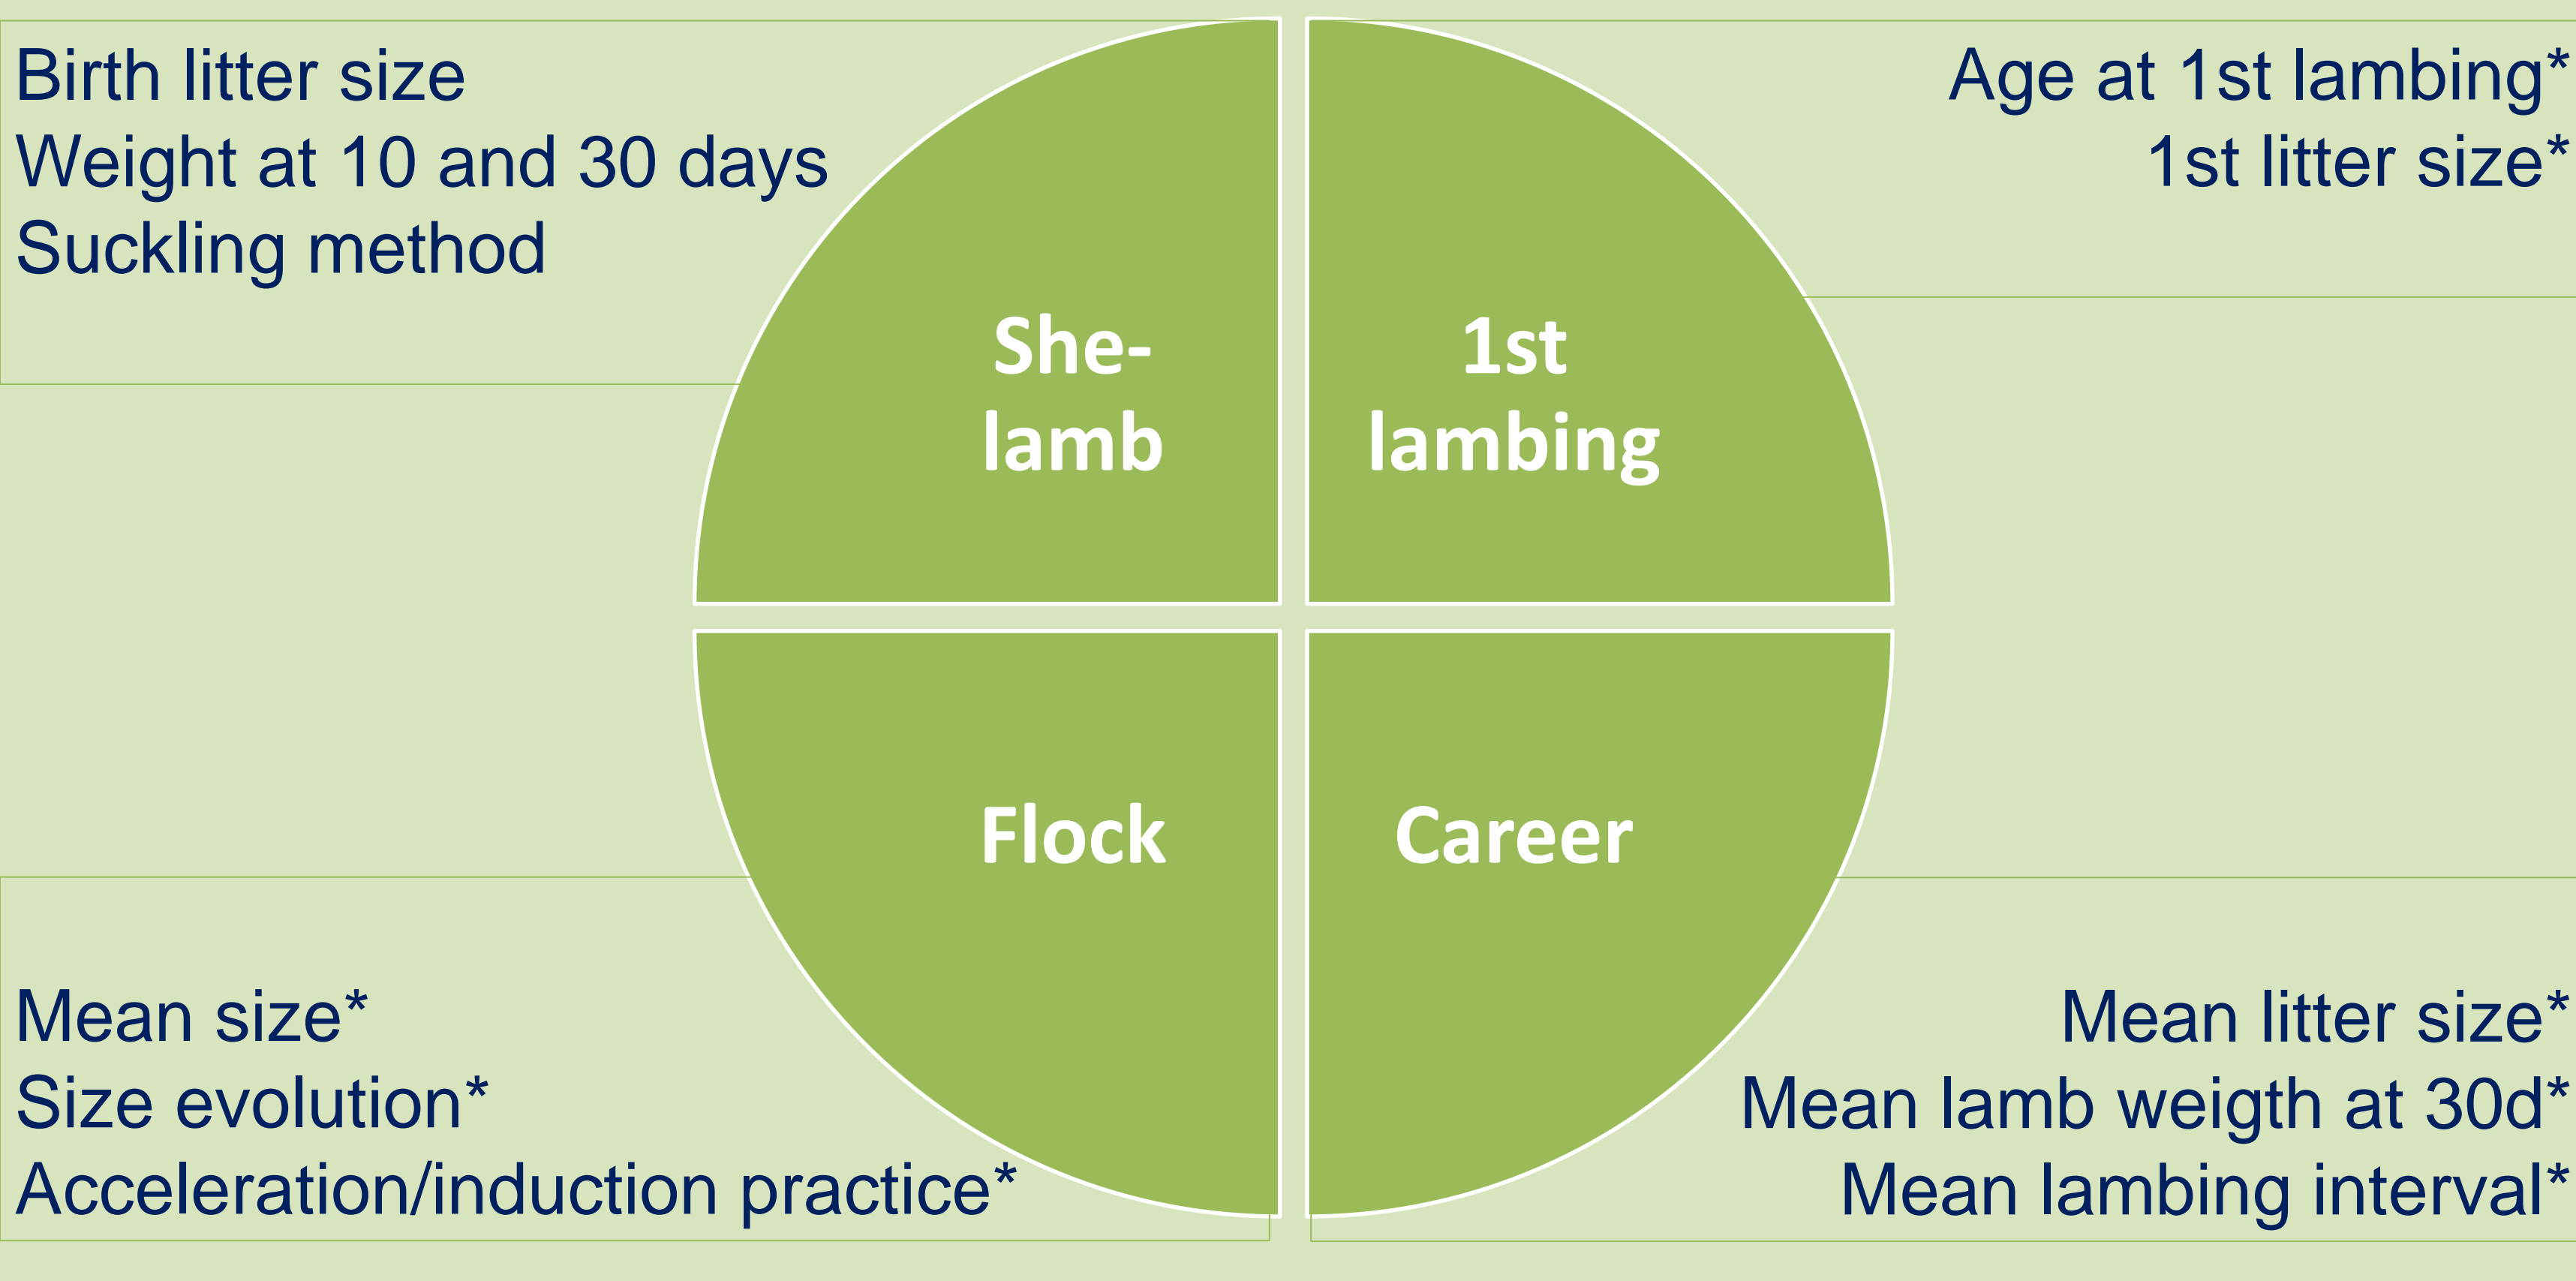 Birth litter size
Weight at 10 and 30 days
Suckling method
Age at 1st lambing*
1st litter size*
She-
lamb
1st
lambing
Flock
Career
Mean size*
Size evolution*
Acceleration/induction practice*
Mean litter size*
Mean lamb weigth at 30d*
Mean lambing interval*